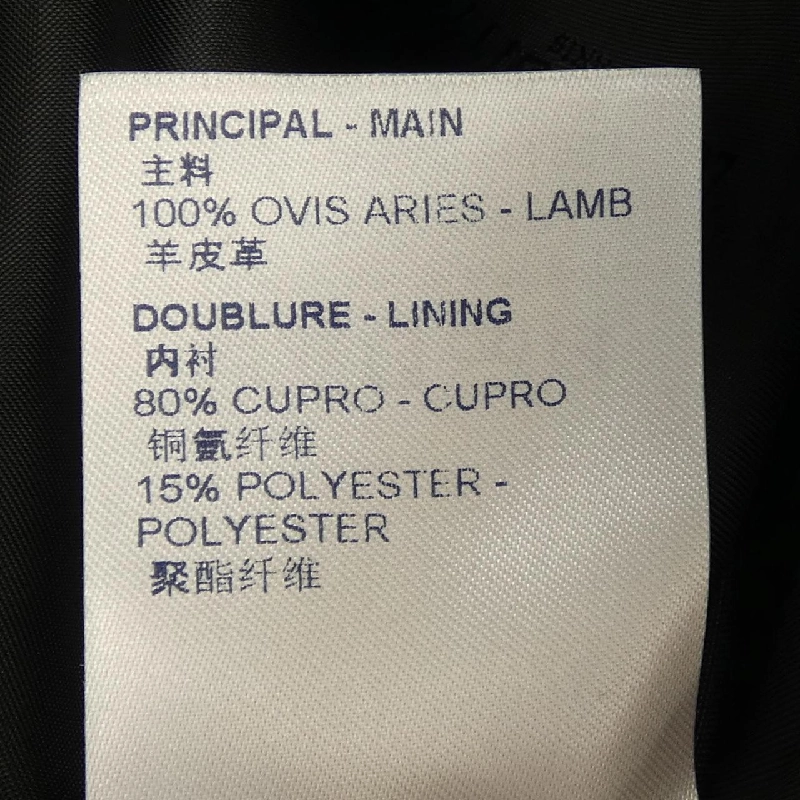 PRINCIPAL - MAIN
主料
100% OVIS ARIES - LAMB
羊皮革
DOUBLURE - LINING
内衬
80% CUPRO - CUPRO
铜氨纤维
15% POLYESTER -
POLYESTER
聚酯纤维